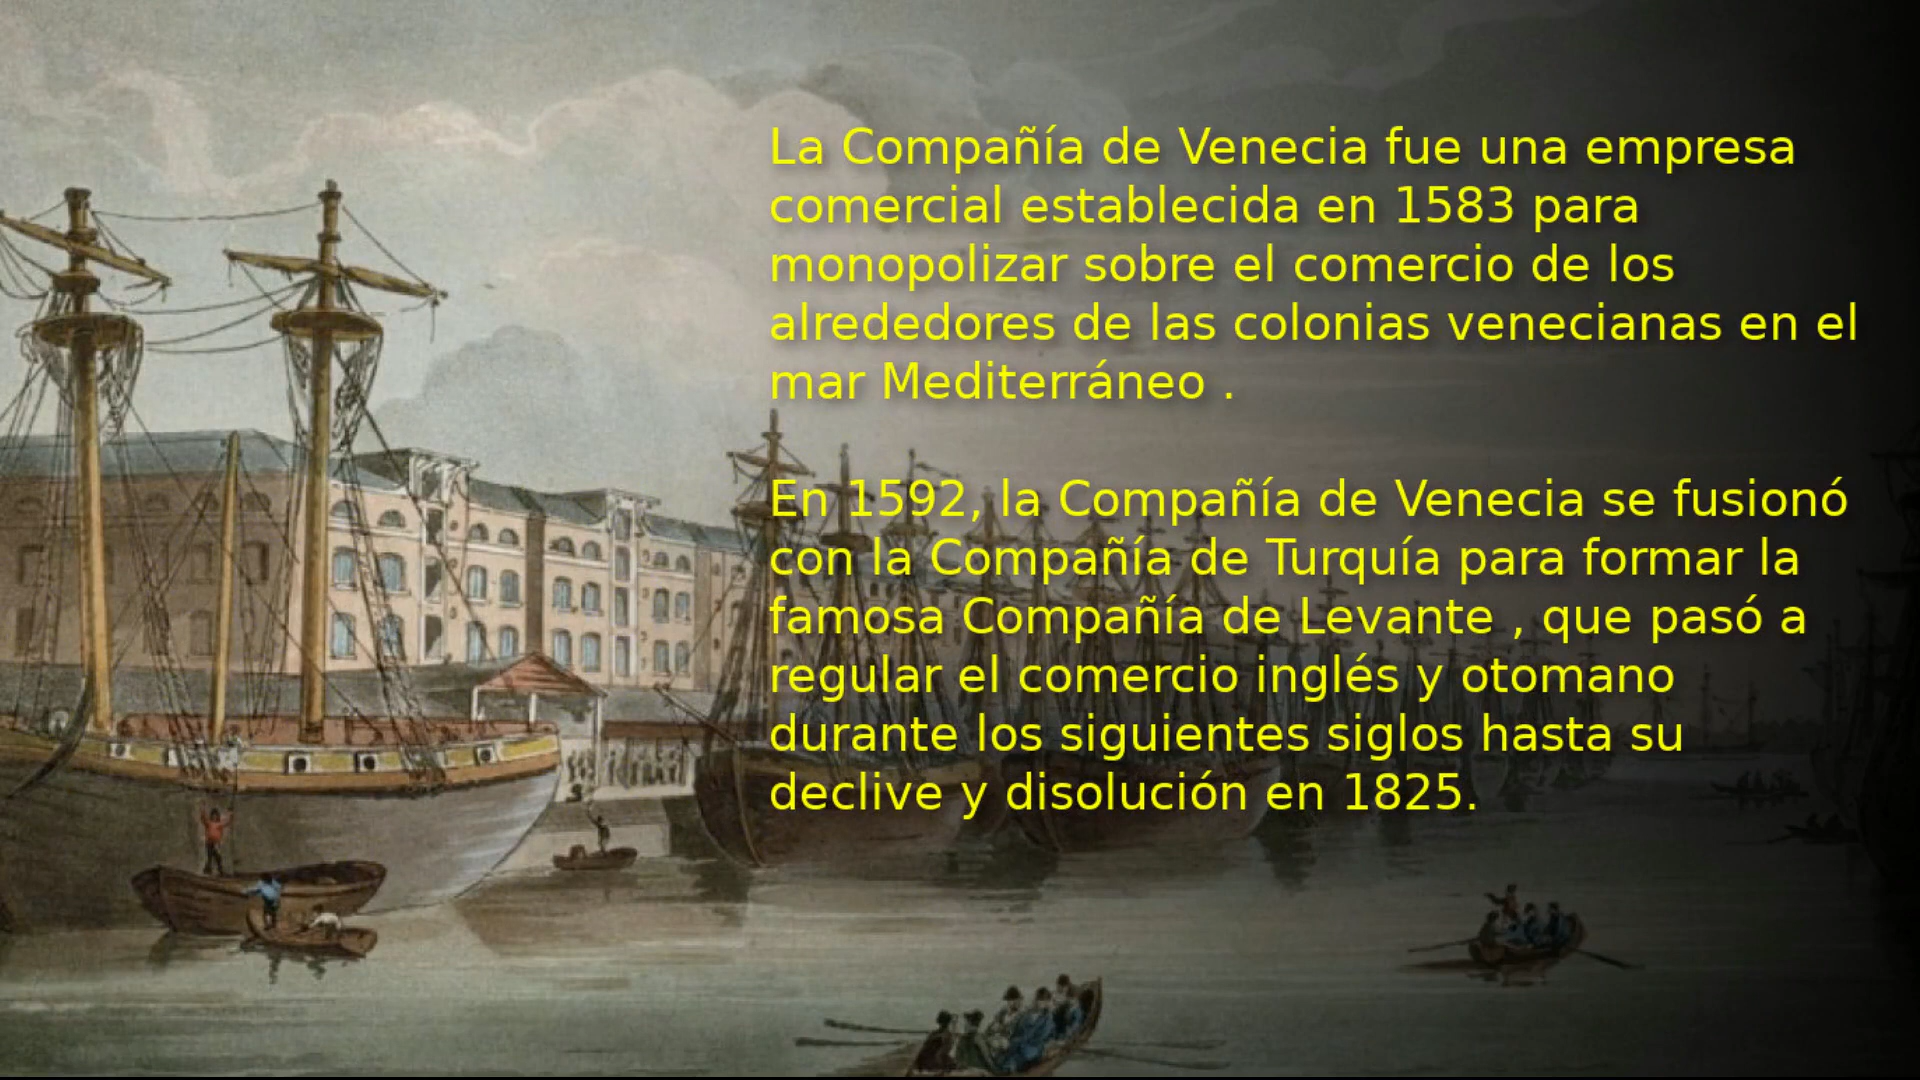 La Compañía de Venecia fue una empresa
comercial establecida en 1583 para
monopolizar sobre el comercio de los
alrededores de las colonias venecianas en el
mar Mediterráneo .
En 1592, la Compañía de Venecia se fusionó
con la Compañía de Turquía para formar la
famosa Compañía de Levante , que pasó a
regular el comercio inglés y otomano
durante los siguientes siglos hasta su
declive y disolución en 1825.